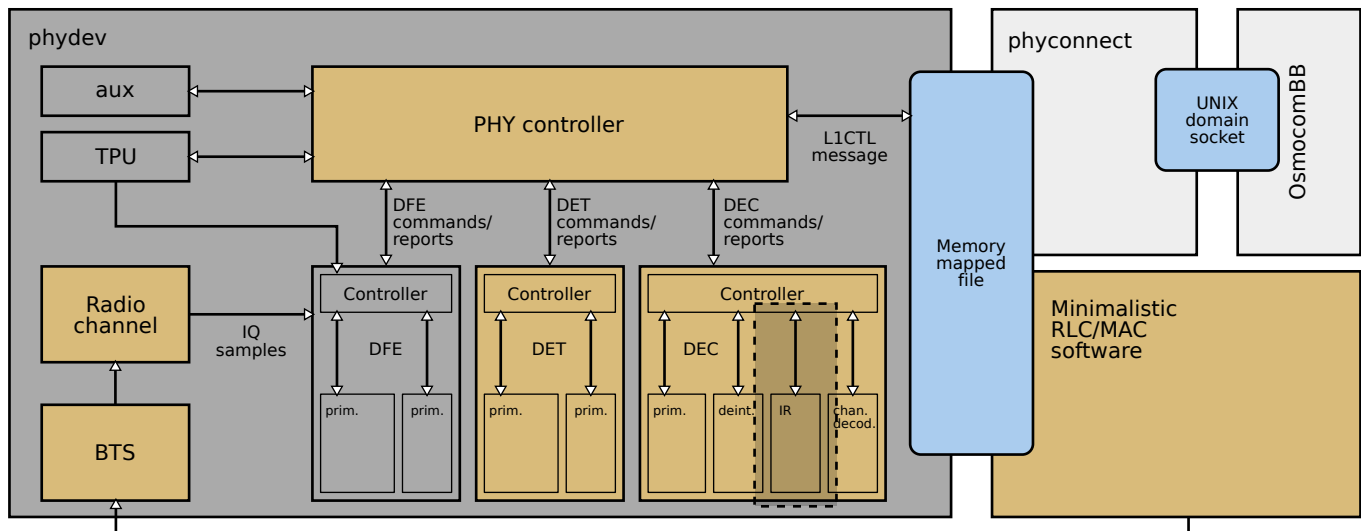 phydev
aux
TPU
PHY controller
L1CTL
message
DFE
commands/
reports
DET
commands/
reports
DEC
commands/
reports
Radio
channel
IQ
samples
BTS
Controller
DFE
prim.
prim.
Controller
DET
prim.
prim.
Controller
DEC
prim.
deint.
IR
chan.
decod.
Memory
mapped
file
phyconnect
UNIX
domain
socket
OsmocomBB
Minimalistic
RLC/MAC
software